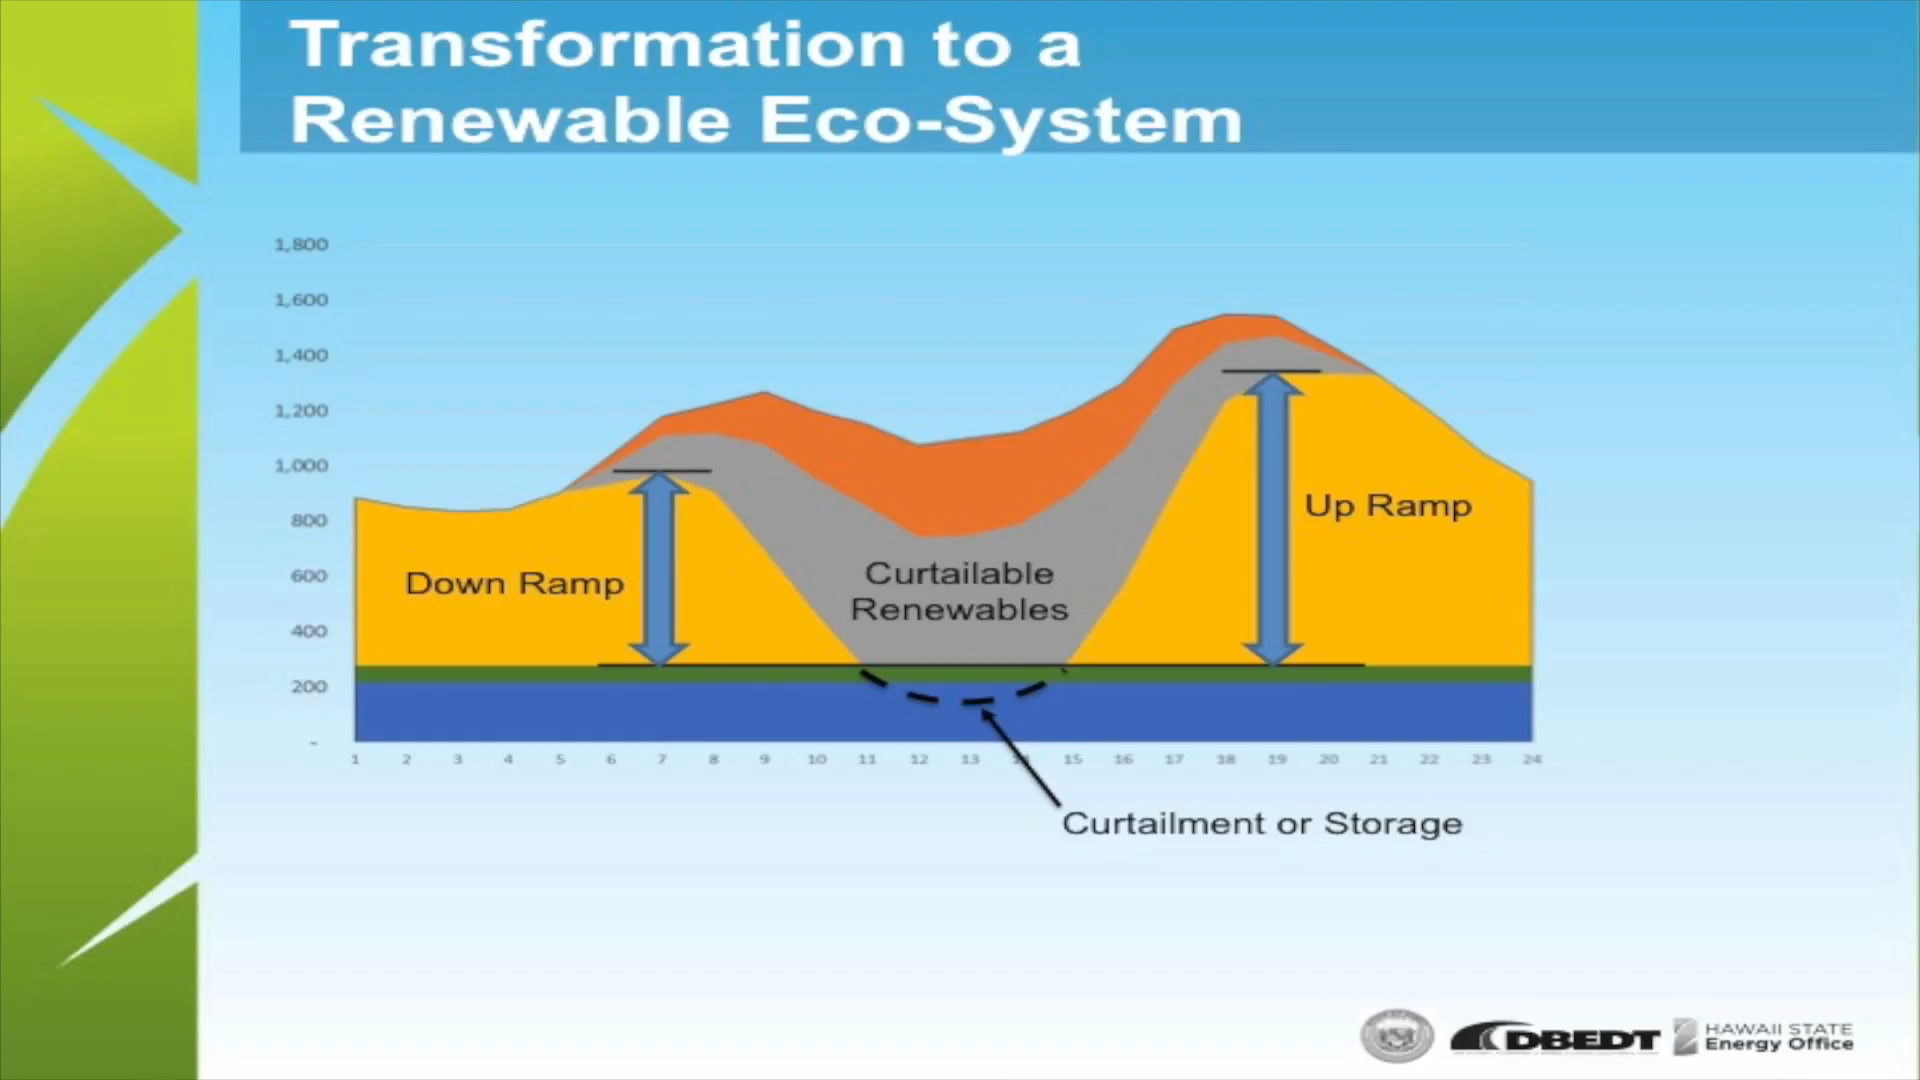 Transformation to a
Renewable Eco-System
1,800
1,600
1,400
1,200
1,000
800
600
400
200
-
Down Ramp
Curtailable
Renewables
Up Ramp
1 2 3 4 5 6 7 8 9 10 11 12 13 14 15 16 17 18 19 20 21 22 23 24
Curtailment or Storage
DBEDT
HAWAII STATE
Energy Office